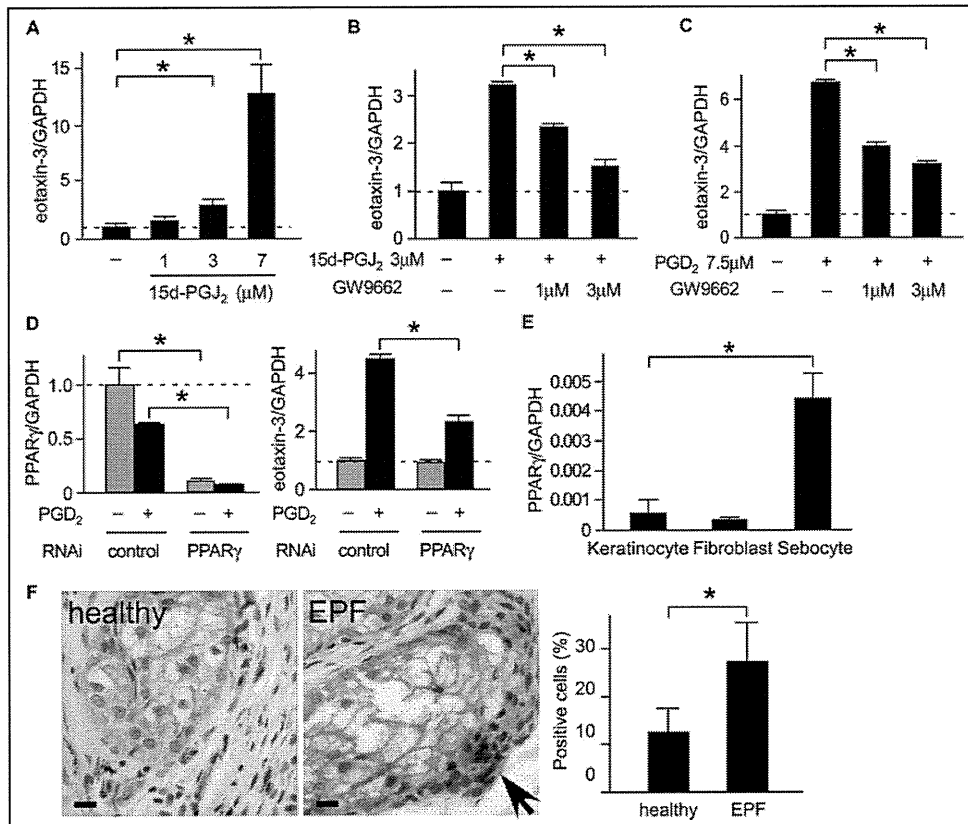 A
*
*
eotaxin-3/GAPDH
15
10
5
0
– 1 3 7
15d-PGJ₂ (μM)
B
*
*
eotaxin-3/GAPDH
3
2
1
0
15d-PGJ₂ 3μM – + + +
GW9662 – – 1μM 3μM
C
*
*
eotaxin-3/GAPDH
6
4
2
0
PGD₂ 7.5μM – + + +
GW9662 – – 1μM 3μM
D
*
*
PPARγ/GAPDH
1.0
0.5
0
PGD₂ – + – +
RNAi control PPARγ
*
eotaxin-3/GAPDH
4
2
0
PGD₂ – + – +
RNAi control PPARγ
E
*
PPARγ/GAPDH
0.005
0.004
0.003
0.002
0.001
0
Keratinocyte Fibroblast Sebocyte
F
healthy
EPF
*
Positive cells (%)
30
20
10
0
healthy EPF